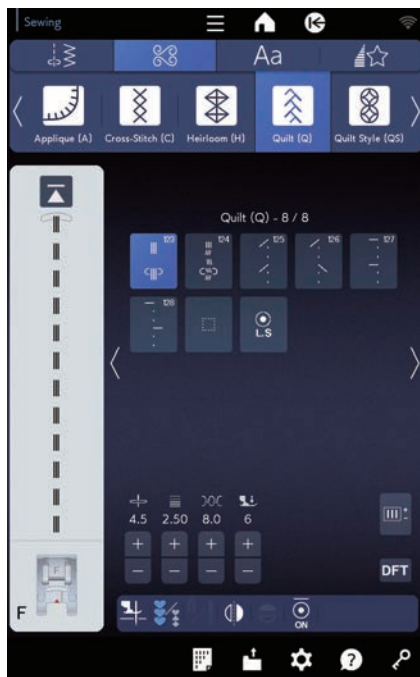 Sewing
Aa
Applique (A) Cross-Stitch (C) Heirloom (H) Quilt (Q) Quilt Style (QS)
Quilt (Q) - 8 / 8
123 124 125 126 127
128
L.S
4.5 2.50 8.0 6
+ + + +
− − − −
DFT
F
F
ON
?